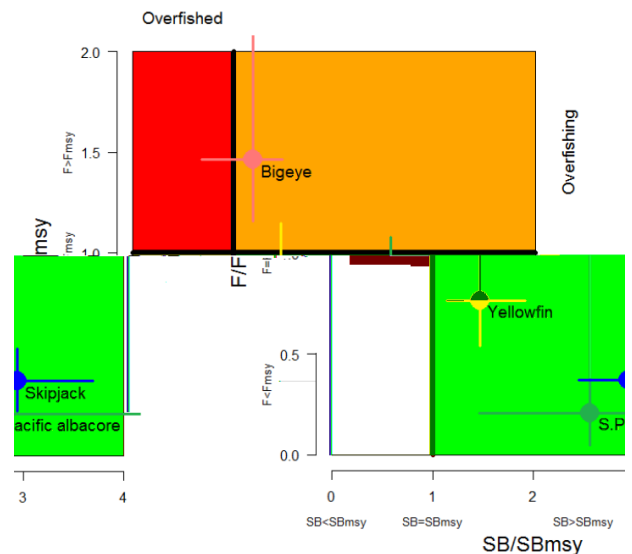 Overfished
2.0
F>Fmsy
1.5
Overfishing
Bigeye
1.0
msy
F/F
Yellowfin
0.5
F<Fmsy
Skipjack
acific albacore
S.P
0.0
3
4
0
1
2
SB<SBmsy
SB=SBmsy
SB>SBmsy
SB/SBmsy